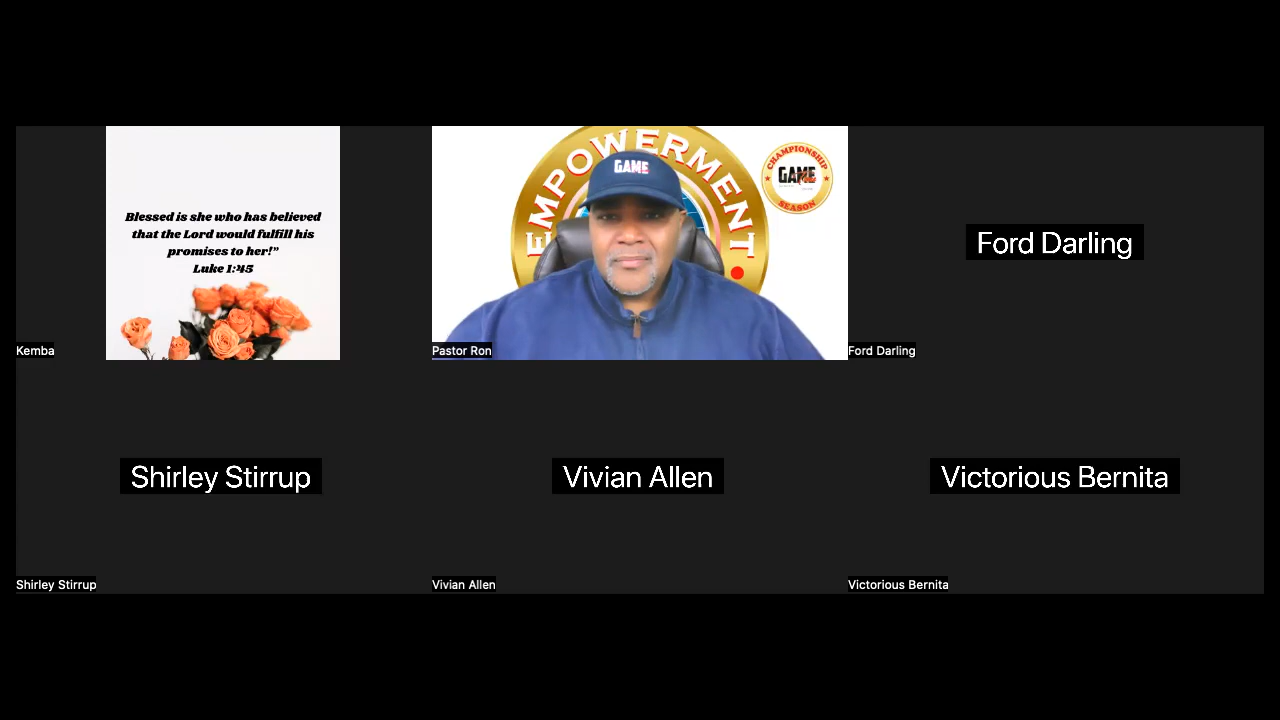 Blessed is she who has believed
that the Lord would fulfill his
promises to her!”
Luke 1:45
Kemba
EMPOWERMENT
GAME
CHAMPIONSHIP
GAME
SEASON
Pastor Ron
Ford Darling
Ford Darling
Shirley Stirrup
Shirley Stirrup
Vivian Allen
Vivian Allen
Victorious Bernita
Victorious Bernita